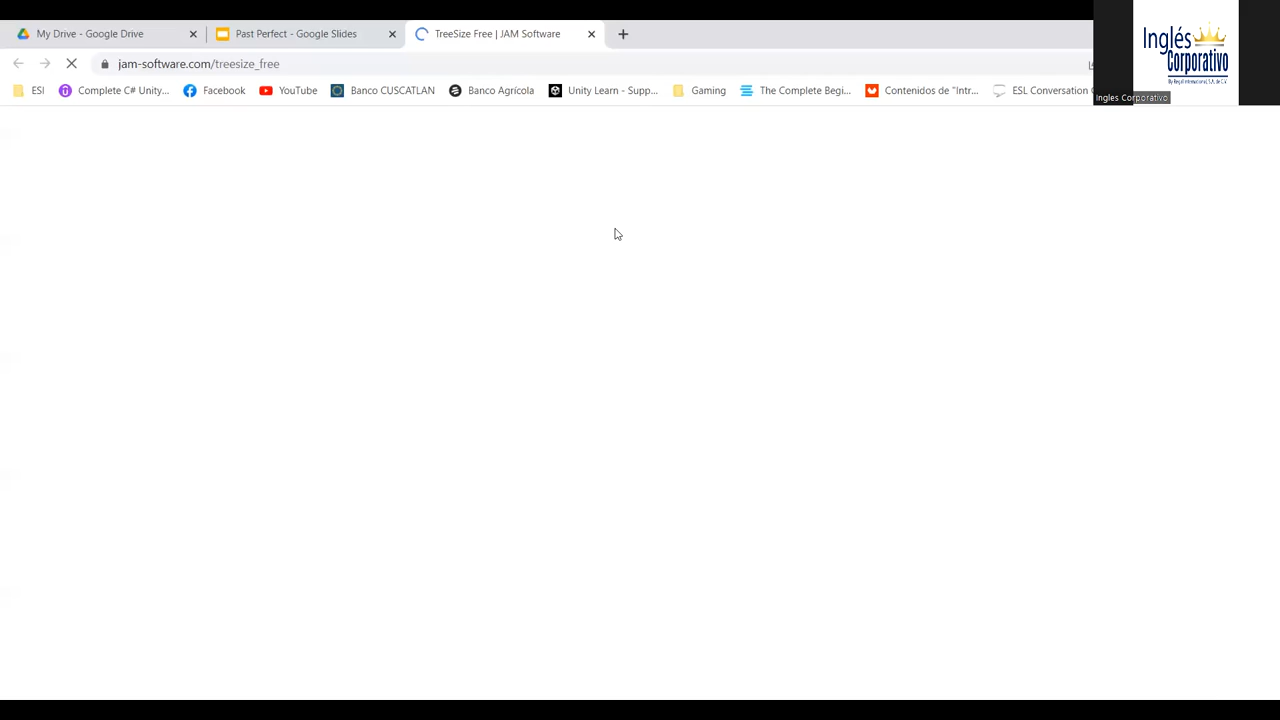 My Drive - Google Drive
Past Perfect - Google Slides
TreeSize Free | JAM Software
jam-software.com/treesize_free
ESI
Complete C# Unity...
Facebook
YouTube
Banco CUSCATLAN
Banco Agrícola
Unity Learn - Supp...
Gaming
The Complete Begi...
Contenidos de "Intr...
ESL Conversation
Inglés
Corporativo
Ingles Corporativo